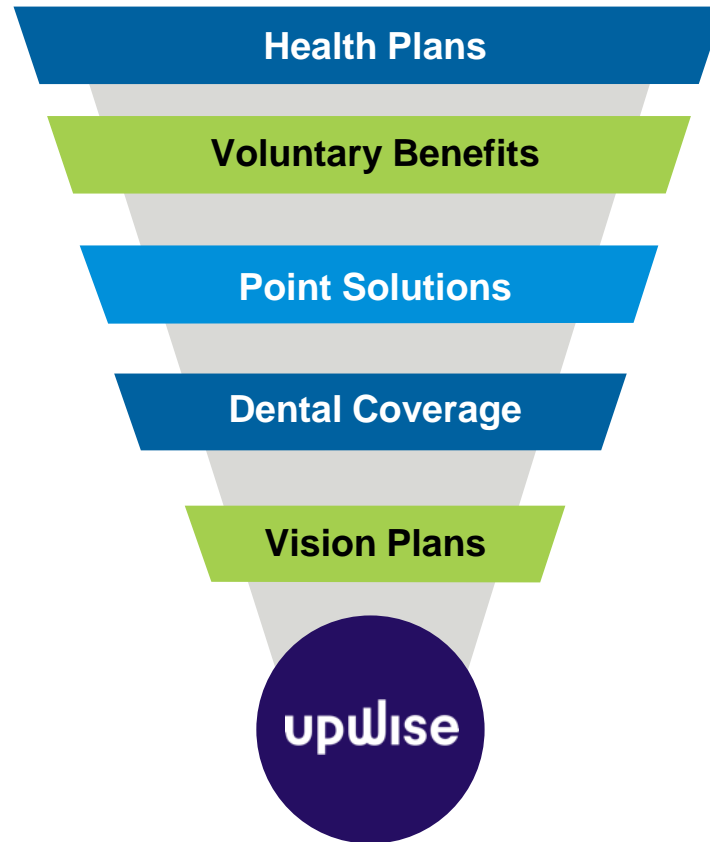 Health Plans
Voluntary Benefits
Point Solutions
Dental Coverage
Vision Plans
upwise